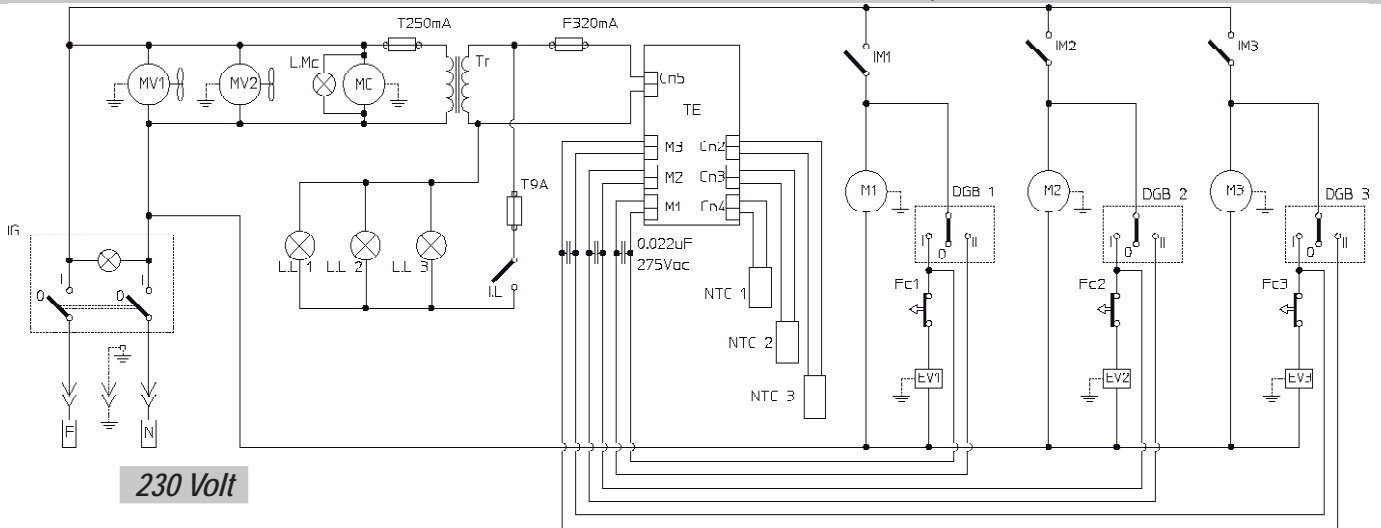 T250mA F320mA
IM1 IM2 IM3
L.Mc Tr
MV1 MV2 MC Cn5
TE
M3 Cn2
M2 Cn3
M1 Cn4
T9A
M1 DGB 1 M2 DGB 2 M3 DGB 3
IG
I I
0 0
L.L 1 L.L 2 L.L 3
I.L
0.022uF
275Vac
I 0 II I 0 II I 0 II
NTC 1
NTC 2
NTC 3
Fc1 Fc2 Fc3
EV1 EV2 EV3
F N
230 Volt